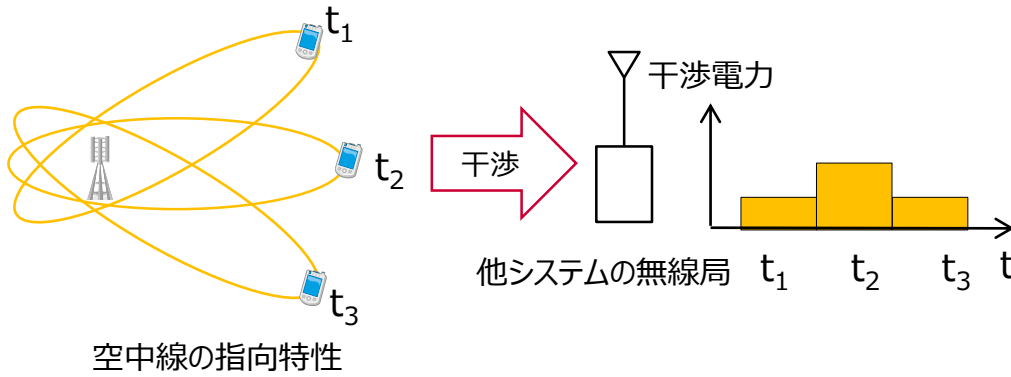 t1
t2
t3
空中線の指向特性
干渉
干渉電力
他システムの無線局
t1 t2 t3 t